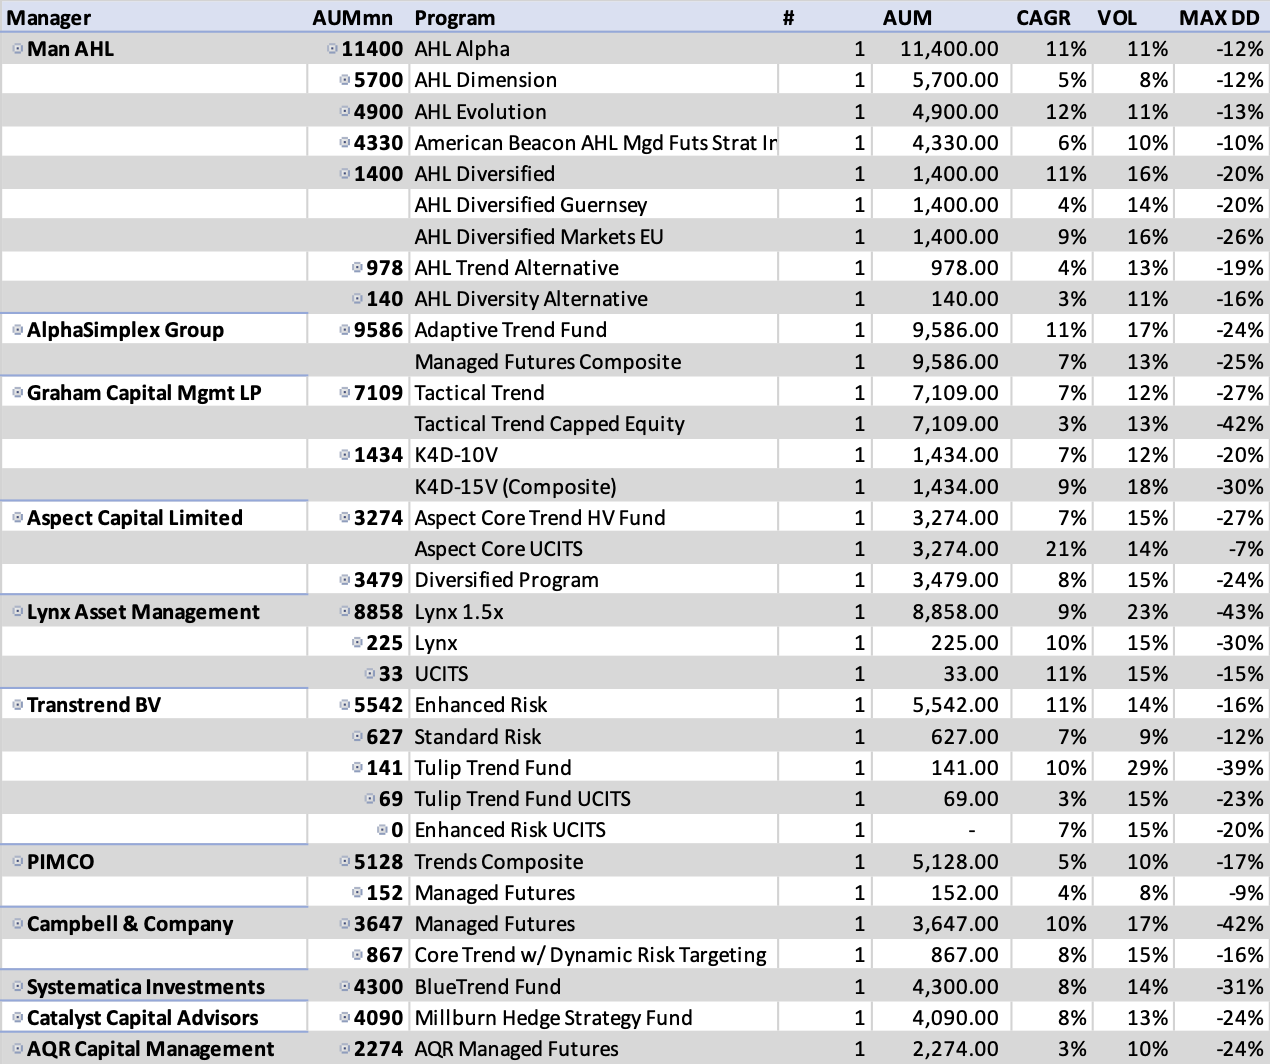 Manager AUMmn Program # AUM CAGR VOL MAX DD
Man AHL 11400 AHL Alpha 1 11,400.00 11% 11% -12%
5700 AHL Dimension 1 5,700.00 5% 8% -12%
4900 AHL Evolution 1 4,900.00 12% 11% -13%
4330 American Beacon AHL Mgd Futs Strat In 1 4,330.00 6% 10% -10%
1400 AHL Diversified 1 1,400.00 11% 16% -20%
AHL Diversified Guernsey 1 1,400.00 4% 14% -20%
AHL Diversified Markets EU 1 1,400.00 9% 16% -26%
978 AHL Trend Alternative 1 978.00 4% 13% -19%
140 AHL Diversity Alternative 1 140.00 3% 11% -16%
AlphaSimplex Group 9586 Adaptive Trend Fund 1 9,586.00 11% 17% -24%
Managed Futures Composite 1 9,586.00 7% 13% -25%
Graham Capital Mgmt LP 7109 Tactical Trend 1 7,109.00 7% 12% -27%
Tactical Trend Capped Equity 1 7,109.00 3% 13% -42%
1434 K4D-10V 1 1,434.00 7% 12% -20%
K4D-15V (Composite) 1 1,434.00 9% 18% -30%
Aspect Capital Limited 3274 Aspect Core Trend HV Fund 1 3,274.00 7% 15% -27%
Aspect Core UCITS 1 3,274.00 21% 14% -7%
3479 Diversified Program 1 3,479.00 8% 15% -24%
Lynx Asset Management 8858 Lynx 1.5x 1 8,858.00 9% 23% -43%
225 Lynx 1 225.00 10% 15% -30%
33 UCITS 1 33.00 11% 15% -15%
Transtrend BV 5542 Enhanced Risk 1 5,542.00 11% 14% -16%
627 Standard Risk 1 627.00 7% 9% -12%
141 Tulip Trend Fund 1 141.00 10% 29% -39%
69 Tulip Trend Fund UCITS 1 69.00 3% 15% -23%
0 Enhanced Risk UCITS 1 - 7% 15% -20%
PIMCO 5128 Trends Composite 1 5,128.00 5% 10% -17%
152 Managed Futures 1 152.00 4% 8% -9%
Campbell & Company 3647 Managed Futures 1 3,647.00 10% 17% -42%
867 Core Trend w/ Dynamic Risk Targeting 1 867.00 8% 15% -16%
Systematica Investments 4300 BlueTrend Fund 1 4,300.00 8% 14% -31%
Catalyst Capital Advisors 4090 Millburn Hedge Strategy Fund 1 4,090.00 8% 13% -24%
AQR Capital Management 2274 AQR Managed Futures 1 2,274.00 3% 10% -24%